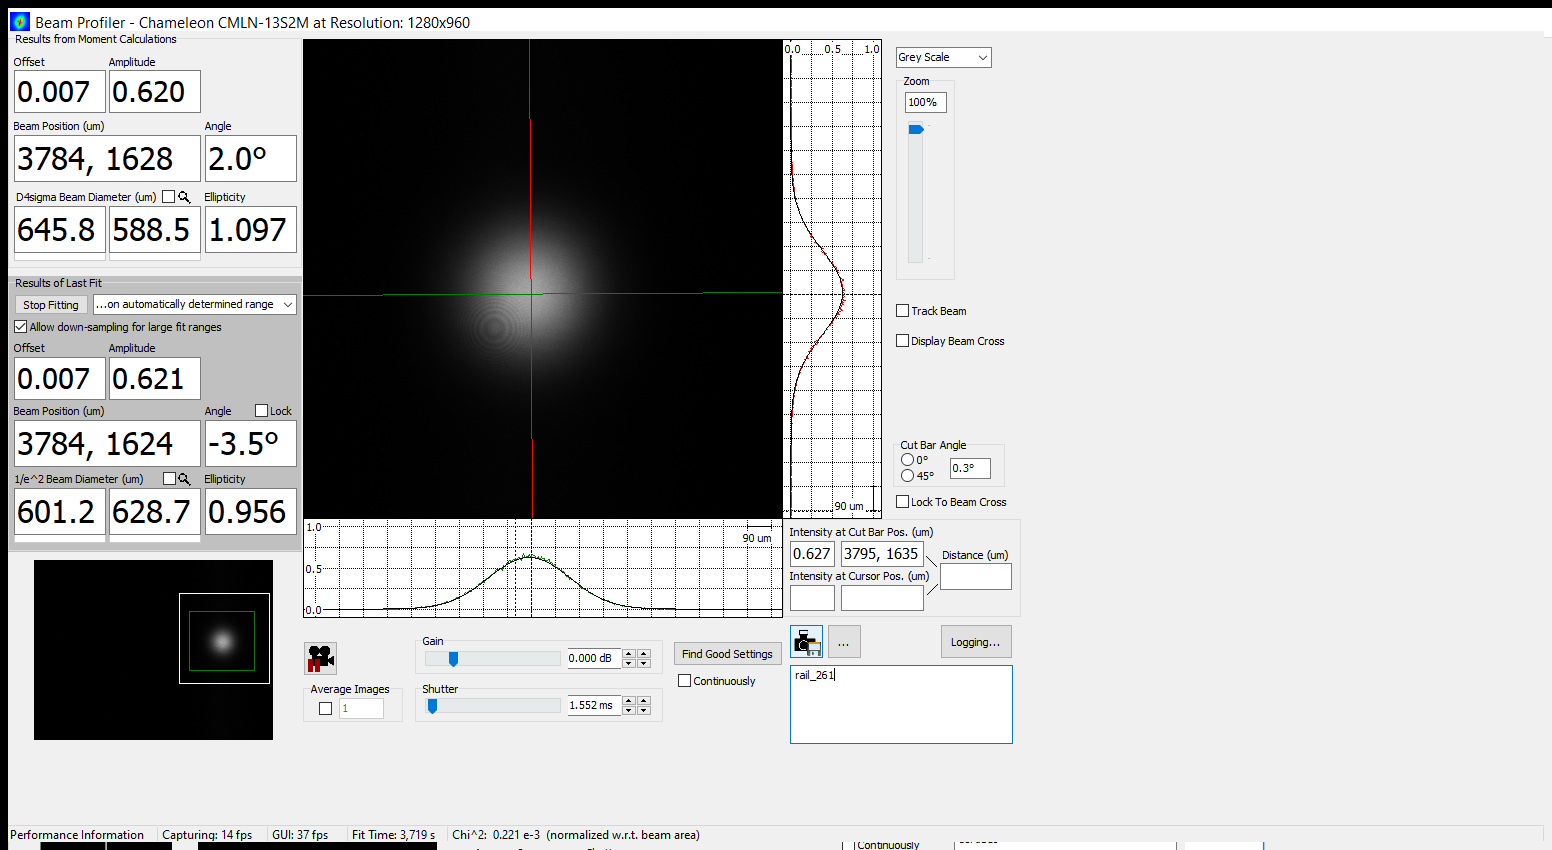 Beam Profiler - Chameleon CMLN-13S2M at Resolution: 1280x960
Results from Moment Calculations
Offset Amplitude
0.007 0.620
Beam Position (um) Angle
3784, 1628 2.0°
D4sigma Beam Diameter (um) Ellipticity
645.8 588.5 1.097
Results of Last Fit
Stop Fitting ...on automatically determined range
Allow down-sampling for large fit ranges
Offset Amplitude
0.007 0.621
Beam Position (um) Angle Lock
3784, 1624 -3.5°
1/e^2 Beam Diameter (um) Ellipticity
601.2 628.7 0.956
0.0 0.5 1.0
90 um
1.0
90 um
0.5
0.0
Grey Scale
Zoom
100%
Track Beam
Display Beam Cross
Cut Bar Angle
0°
45°
0.3°
Lock To Beam Cross
Intensity at Cut Bar Pos. (um)
0.627 3795, 1635 Distance (um)
Intensity at Cursor Pos. (um)
Gain
0.000 dB
Find Good Settings
Continuously
Average Images
1
Shutter
1.552 ms
... Logging...
rail_261
Performance Information Capturing: 14 fps GUI: 37 fps Fit Time: 3,719 s Chi^2: 0.221 e-3 (normalized w.r.t. beam area)
Continuously